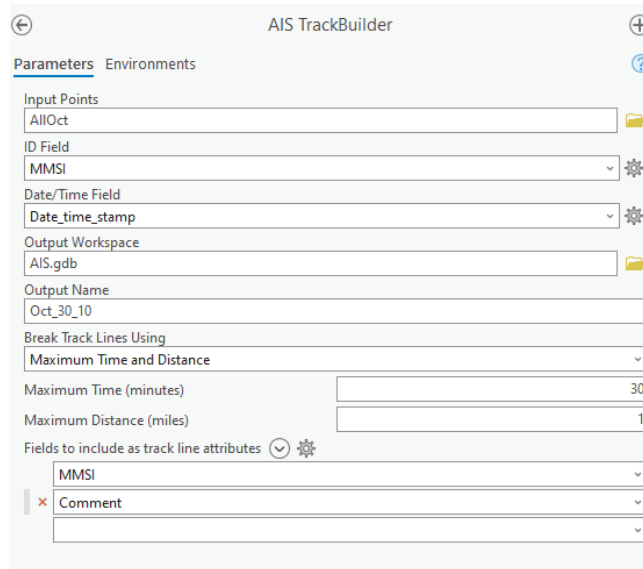 AIS TrackBuilder
Parameters Environments
Input Points
AllOct
ID Field
MMSI
Date/Time Field
Date_time_stamp
Output Workspace
AIS.gdb
Output Name
Oct_30_10
Break Track Lines Using
Maximum Time and Distance
Maximum Time (minutes) 30
Maximum Distance (miles) 1
Fields to include as track line attributes
MMSI
Comment